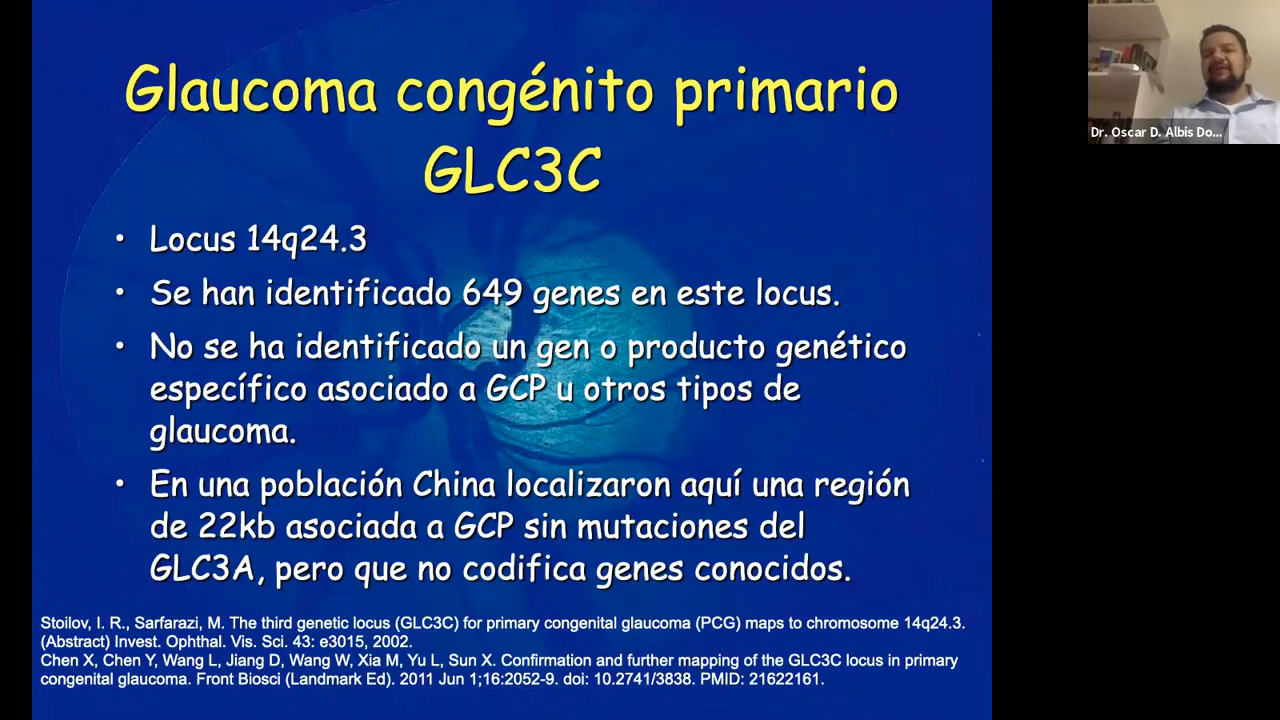 Glaucoma congénito primario
GLC3C
• Locus 14q24.3
• Se han identificado 649 genes en este locus.
• No se ha identificado un gen o producto genético
específico asociado a GCP u otros tipos de
glaucoma.
• En una población China localizaron aquí una región
de 22kb asociada a GCP sin mutaciones del
GLC3A, pero que no codifica genes conocidos.
Stoilov, I. R., Sarfarazi, M. The third genetic locus (GLC3C) for primary congenital glaucoma (PCG) maps to chromosome 14q24.3.
(Abstract) Invest. Ophthal. Vis. Sci. 43: e3015, 2002.
Chen X, Chen Y, Wang L, Jiang D, Wang W, Xia M, Yu L, Sun X. Confirmation and further mapping of the GLC3C locus in primary
congenital glaucoma. Front Biosci (Landmark Ed). 2011 Jun 1;16:2052-9. doi: 10.2741/3838. PMID: 21622161.
Dr. Oscar D. Albis Do...